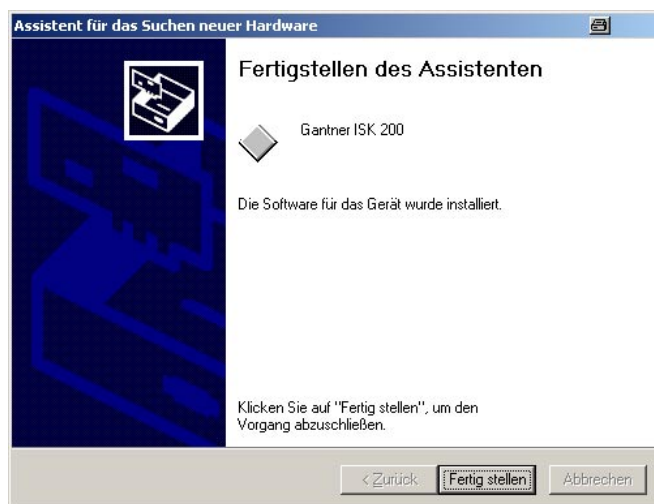 Assistent für das Suchen neuer Hardware
Fertigstellen des Assistenten
Gantner ISK 200
Die Software für das Gerät wurde installiert.
Klicken Sie auf "Fertig stellen", um den
Vorgang abzuschließen.
< Zurück Fertig stellen Abbrechen